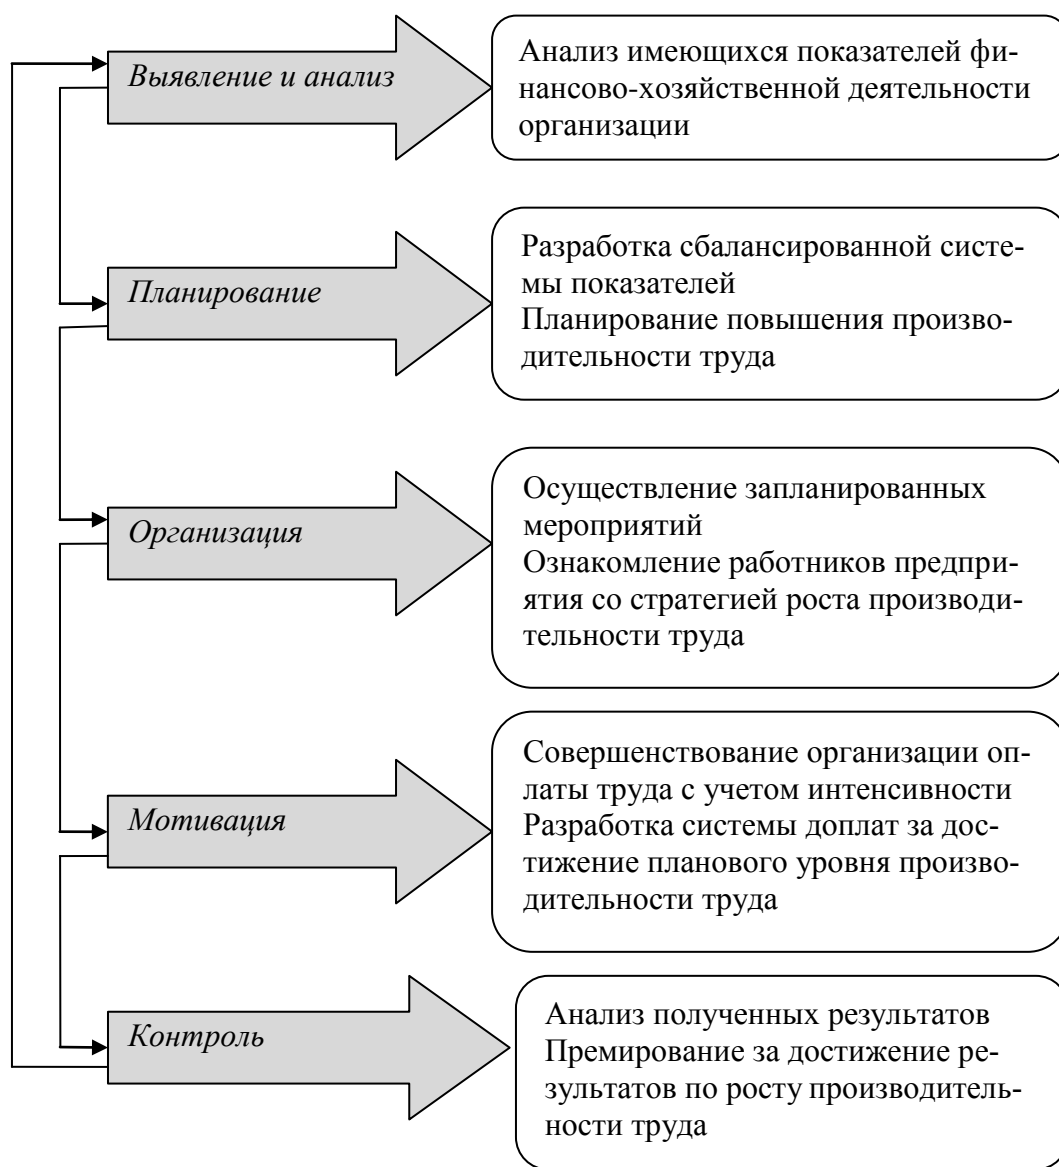 Выявление и анализ
Анализ имеющихся показателей фи-
нансово-хозяйственной деятельности
организации
Планирование
Разработка сбалансированной систе-
мы показателей
Планирование повышения произво-
дительности труда
Организация
Осуществление запланированных
мероприятий
Ознакомление работников предпри-
ятия со стратегией роста производи-
тельности труда
Мотивация
Совершенствование организации оп-
латы труда с учетом интенсивности
Разработка системы доплат за дос-
тижение планового уровня произво-
дительности труда
Контроль
Анализ полученных результатов
Премирование за достижение ре-
зультатов по росту производитель-
ности труда